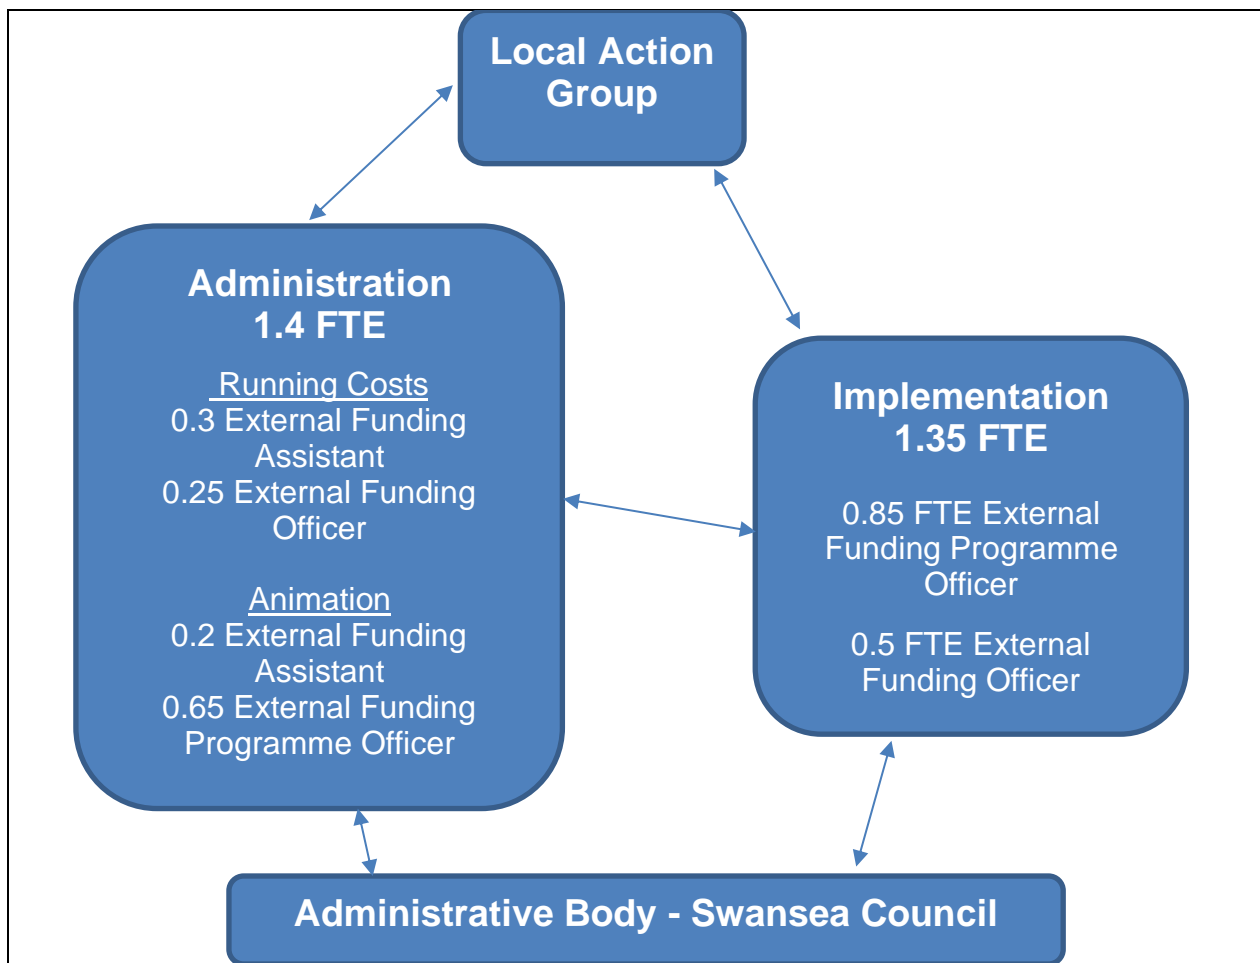 Local Action
Group
Administration
1.4 FTE
Running Costs
0.3 External Funding
Assistant
0.25 External Funding
Officer
Animation
0.2 External Funding
Assistant
0.65 External Funding
Programme Officer
Implementation
1.35 FTE
0.85 FTE External
Funding Programme
Officer
0.5 FTE External
Funding Officer
Administrative Body - Swansea Council